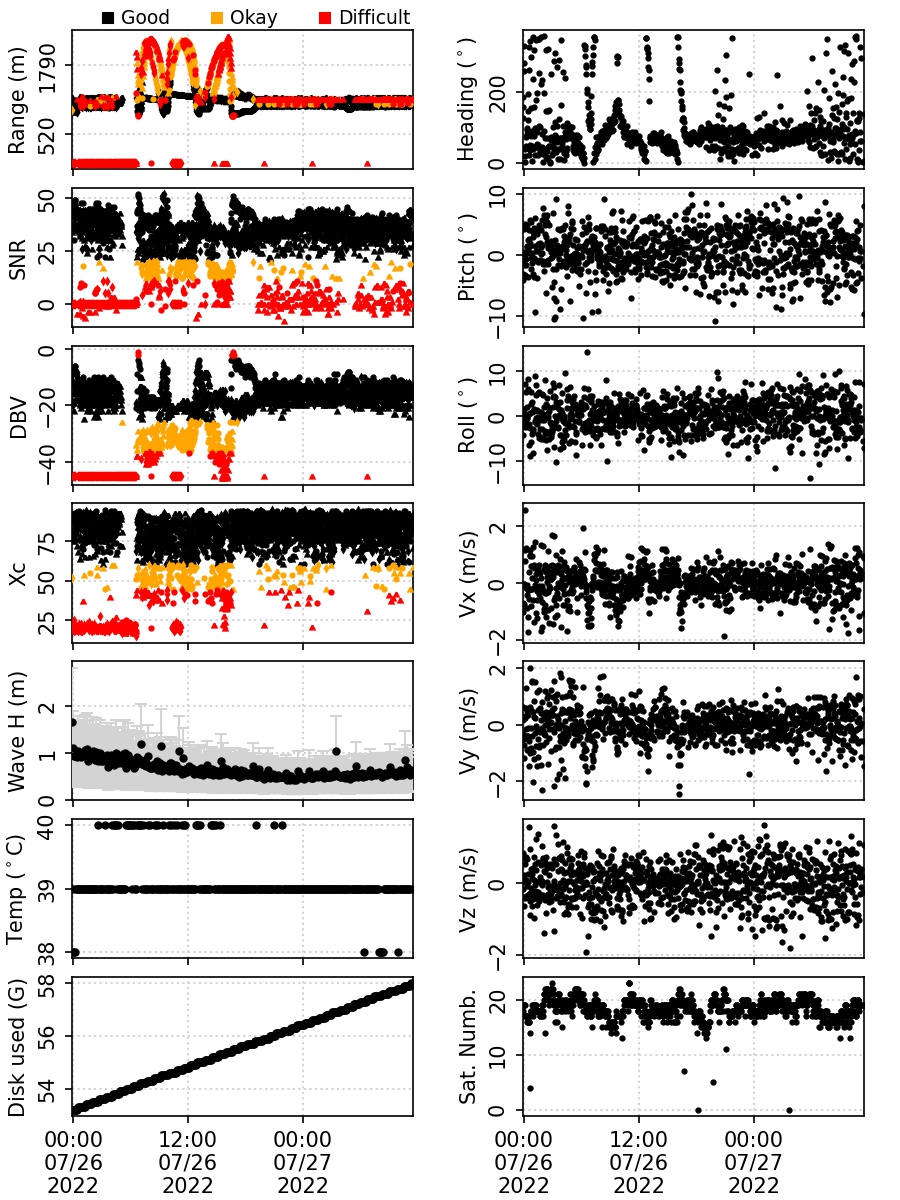 Good Okay Difficult
Range (m)
1790
520
Heading (°)
200
0
SNR
50
25
0
Pitch (°)
10
0
−10
DBV
0
−20
−40
Roll (°)
10
0
−10
Xc
75
50
25
Vx (m/s)
2
0
−2
Wave H (m)
2
1
0
Vy (m/s)
2
0
−2
Temp (°C)
40
39
38
Vz (m/s)
0
−2
Disk used (G)
58
56
54
Sat. Numb.
20
10
0
00:00 12:00 00:00
07/26 07/26 07/27
2022 2022 2022
00:00 12:00 00:00
07/26 07/26 07/27
2022 2022 2022